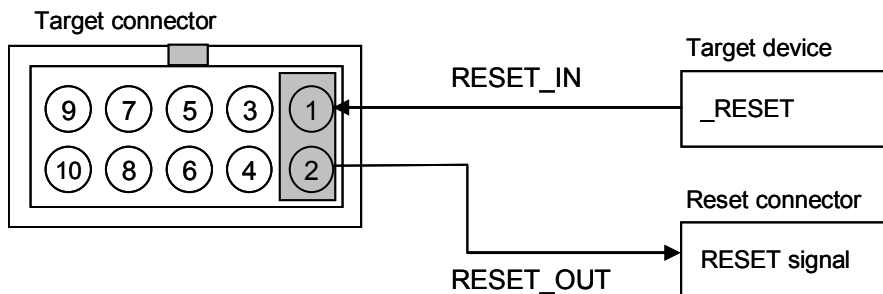 Target connector
Target device
RESET_IN
9 7 5 3 1
_RESET
10 8 6 4 2
Reset connector
RESET signal
RESET_OUT